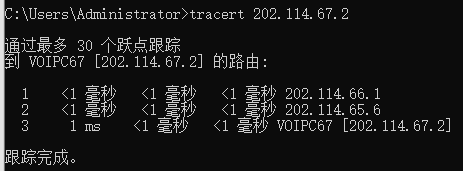 C:\Users\Administrator>tracert 202.114.67.2
通过最多 30 个跃点跟踪
到 VOIPC67 [202.114.67.2] 的路由:
1 <1 毫秒 <1 毫秒 <1 毫秒 202.114.66.1
2 <1 毫秒 <1 毫秒 <1 毫秒 202.114.65.6
3 1 ms <1 毫秒 <1 毫秒 VOIPC67 [202.114.67.2]
跟踪完成。